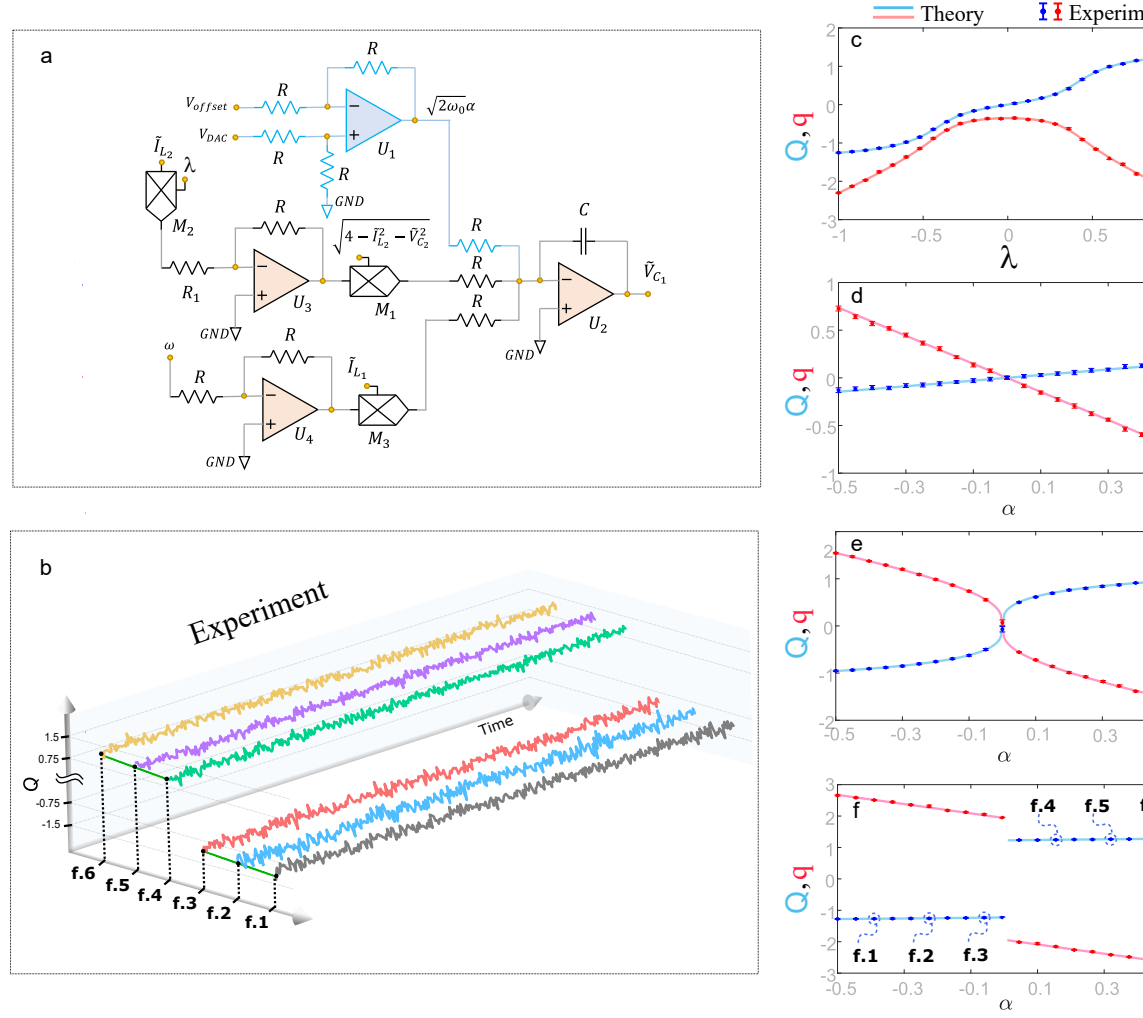 Theory Experim
a
R
V_offset
R
√2ω₀α
V_DAC
R
U₁
Ĩ_L₂
λ
R
GND
M₂
R
√4 − Ĩ²_L₂ − Ṽ²_C₂
C
R
R₁
R
Ṽ_C₁
U₃
M₁
R
U₂
GND
GND
ω
R
Ĩ_L₁
R
U₄
M₃
GND
b
Experiment
Time
Q
1.5
0.75
-0.75
-1.5
f.6
f.5
f.4
f.3
f.2
f.1
c
Q, q
2
1
0
-1
-2
-3
-1 -0.5 0 0.5
λ
d
Q, q
1
0.5
0
-0.5
-1
-0.5 -0.3 -0.1 0.1 0.3
α
e
Q, q
2
1
0
-1
-2
-0.5 -0.3 -0.1 0.1 0.3
α
f
Q, q
3
2
1
0
-1
-2
-3
f.4 f.5 f
f.1 f.2 f.3
-0.5 -0.3 -0.1 0.1 0.3
α